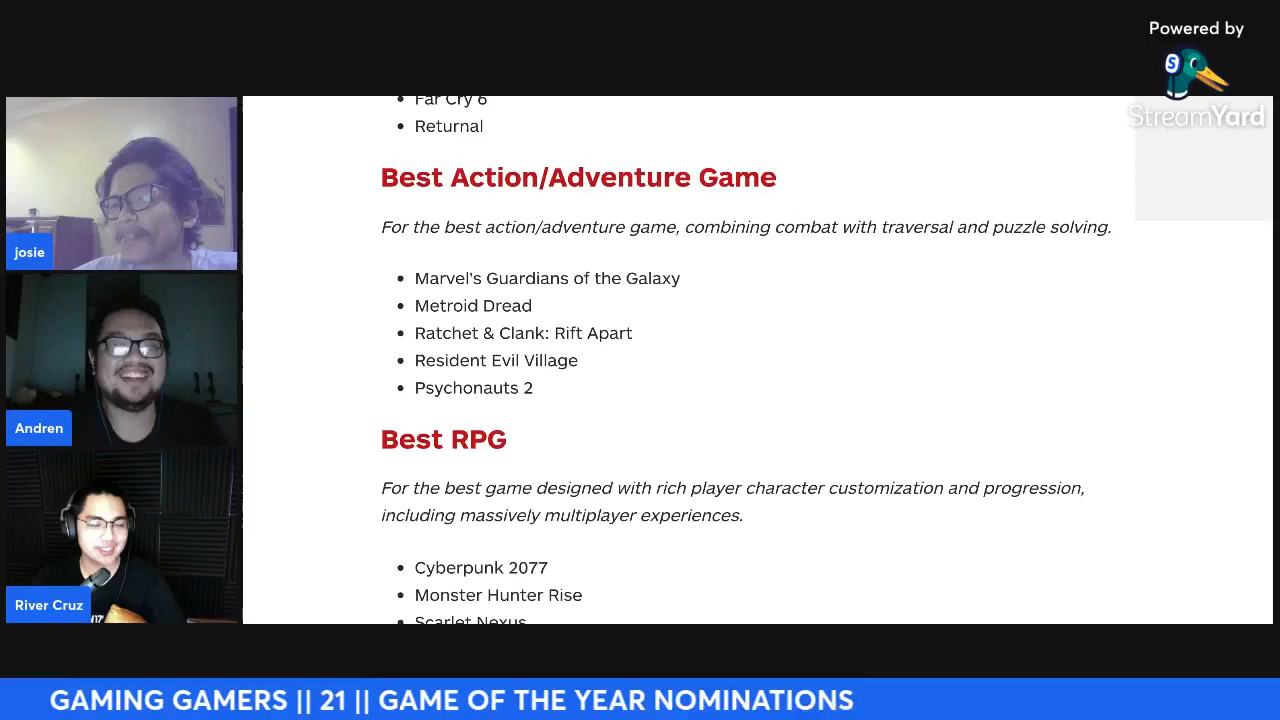 Powered by
StreamYard
Far Cry 6
Returnal
Best Action/Adventure Game
For the best action/adventure game, combining combat with traversal and puzzle solving.
Marvel's Guardians of the Galaxy
Metroid Dread
Ratchet & Clank: Rift Apart
Resident Evil Village
Psychonauts 2
Best RPG
For the best game designed with rich player character customization and progression,
including massively multiplayer experiences.
Cyberpunk 2077
Monster Hunter Rise
Scarlet Nexus
josie
Andren
River Cruz
GAMING GAMERS || 21 || GAME OF THE YEAR NOMINATIONS